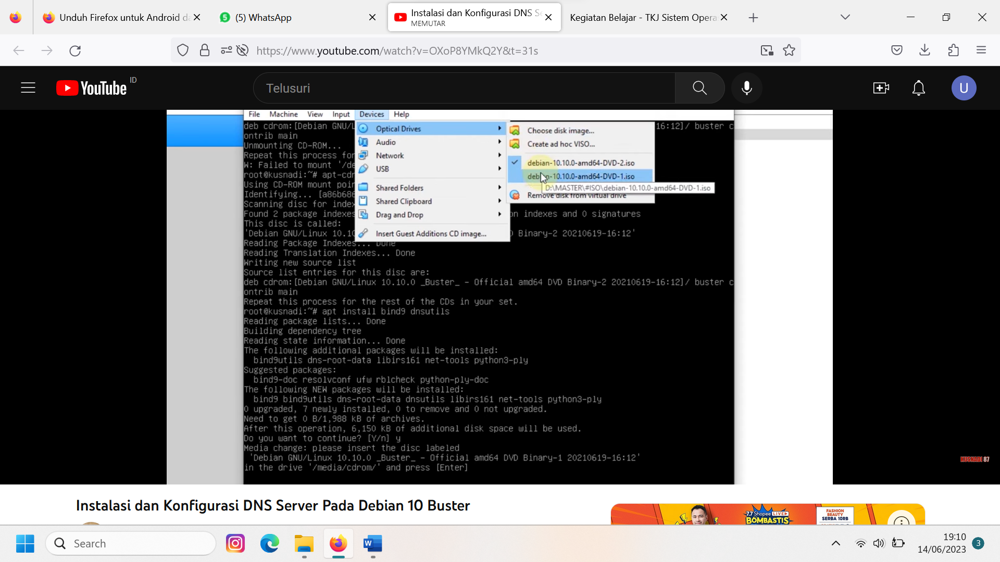 Unduh Firefox untuk Android da
5 (5) WhatsApp
Instalasi dan Konfigurasi DNS Se
MEMUTAR
Kegiatan Belajar - TKJ Sistem Opera
https://www.youtube.com/watch?v=OXoP8YMkQ2Y&t=31s
YouTube ID
Telusuri
U
File Machine View Input Devices Help
Optical Drives
Audio
Network
USB
Shared Folders
Shared Clipboard
Drag and Drop
Insert Guest Additions CD image...
Choose disk image...
Create ad hoc VISO...
debian-10.10.0-amd64-DVD-2.iso
debian-10.10.0-amd64-DVD-1.iso
D:\MASTER\#ISO\debian-10.10.0-amd64-DVD-1.iso
Remove disk from virtual drive
deb cdrom:[Debian GNU/L 16:12]/ buster c
ontrib main
Unmounting CD-ROM...
Repeat this process for
W: Failed to mount '/de
root@kusnadi:~# apt-cd
Using CD-ROM mount poin
Identifying... [a86b686
Scanning disc for index
Found 2 package indexes on indexes and 0 signatures
This disc is called:
'Debian GNU/Linux 10.10 D Binary-2 20210619-16:12'
Reading Package Indexes... Done
Reading Translation Indexes... Done
Writing new source list
Source list entries for this disc are:
deb cdrom:[Debian GNU/Linux 10.10.0 _Buster_ - Official amd64 DVD Binary-2 20210619-16:12]/ buster c
ontrib main
Repeat this process for the rest of the CDs in your set.
root@kusnadi:~# apt install bind9 dnsutils
Reading package lists... Done
Building dependency tree
Reading state information... Done
The following additional packages will be installed:
bind9utils dns-root-data libirs161 net-tools python3-ply
Suggested packages:
bind9-doc resolvconf ufw rblcheck python-ply-doc
The following NEW packages will be installed:
bind9 bind9utils dns-root-data dnsutils libirs161 net-tools python3-ply
0 upgraded, 7 newly installed, 0 to remove and 0 not upgraded.
Need to get 0 B/1,988 kB of archives.
After this operation, 6,150 kB of additional disk space will be used.
Do you want to continue? [Y/n] y
Media change: please insert the disc labeled
'Debian GNU/Linux 10.10.0 _Buster_ - Official amd64 DVD Binary-1 20210619-16:12'
in the drive '/media/cdrom/' and press [Enter]
KUSNADI 87
Instalasi dan Konfigurasi DNS Server Pada Debian 10 Buster
7.7 Shopee LIVE
BOMBASTIS
FASHION
BEAUTY
SERBA 10RB
Search
19:10
14/06/2023
3